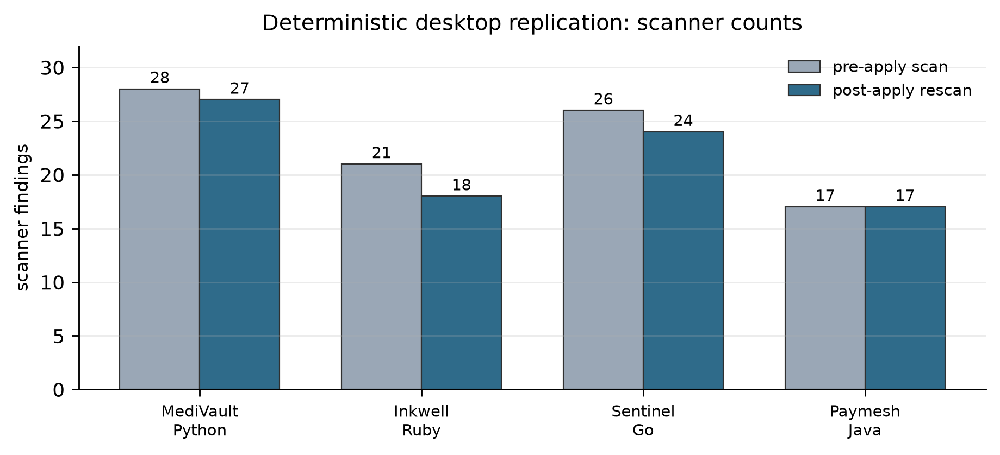 Deterministic desktop replication: scanner counts
pre-apply scan
post-apply rescan
scanner findings
30
25
20
15
10
5
0
28
27
21
18
26
24
17
17
MediVault
Python
Inkwell
Ruby
Sentinel
Go
Paymesh
Java